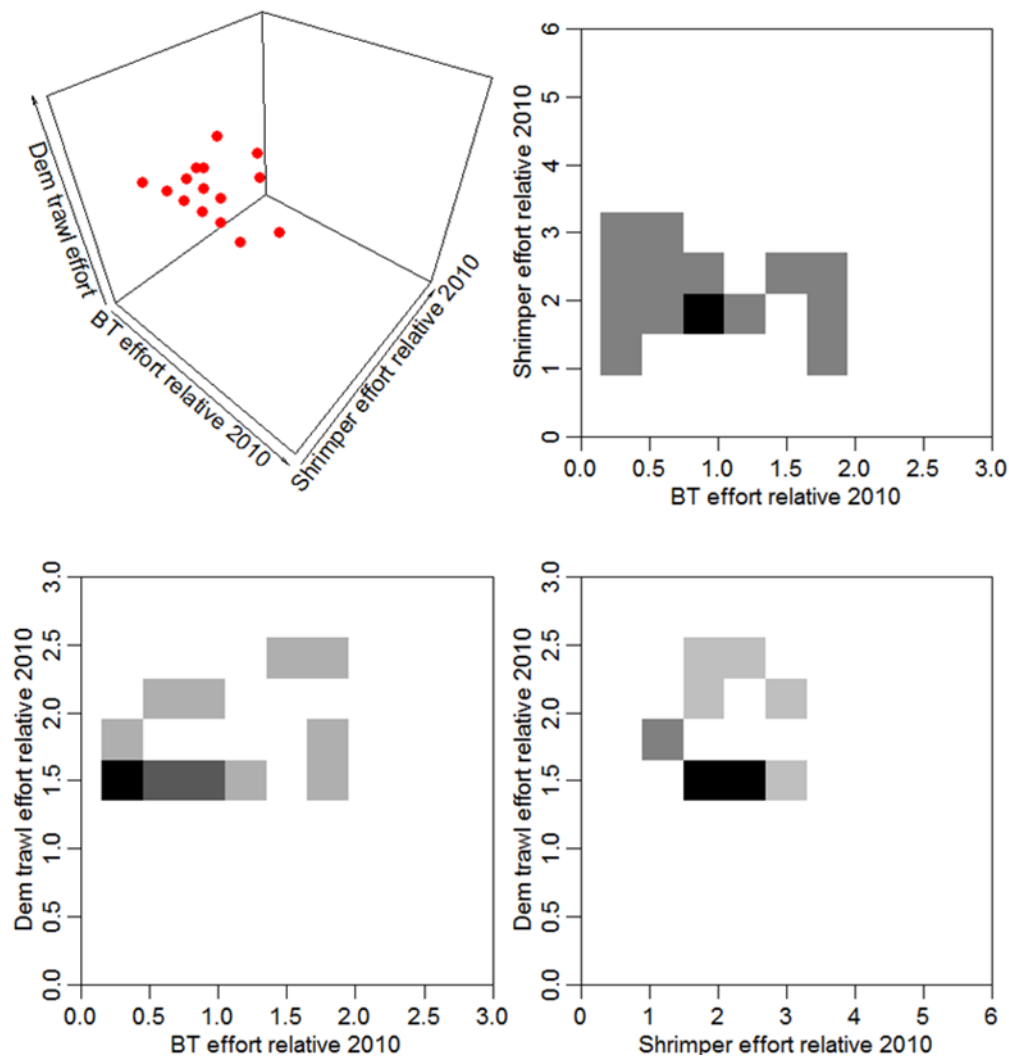 Dem trawl effort
BT effort relative 2010
Shrimper effort relative 2010
Shrimper effort relative 2010
6
5
4
3
2
1
0
0.0 0.5 1.0 1.5 2.0 2.5 3.0
BT effort relative 2010
Dem trawl effort relative 2010
3.0
2.5
2.0
1.5
1.0
0.5
0.0
0.0 0.5 1.0 1.5 2.0 2.5 3.0
BT effort relative 2010
Dem trawl effort relative 2010
3.0
2.5
2.0
1.5
1.0
0.5
0.0
0 1 2 3 4 5 6
Shrimper effort relative 2010